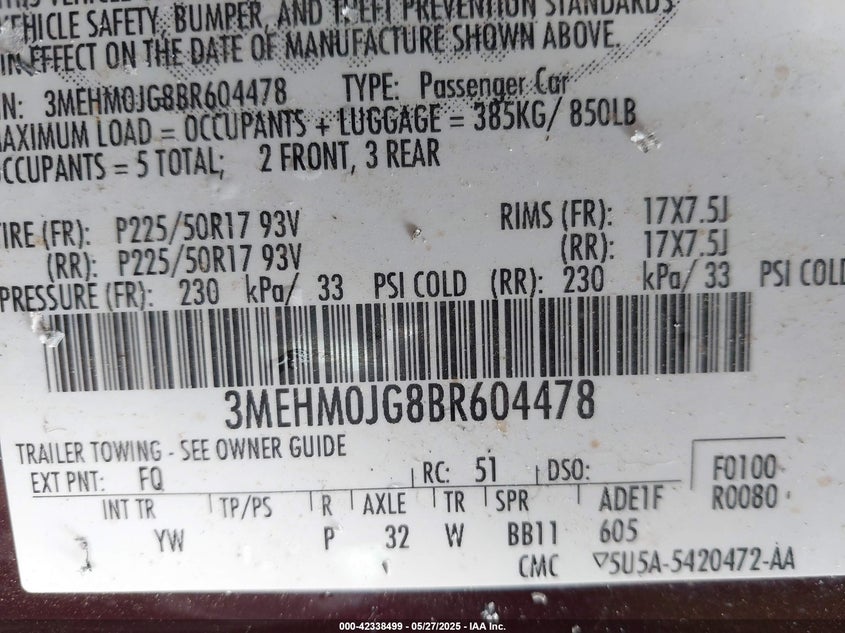 VEHICLE SAFETY, BUMPER, AND THEFT PREVENTION STANDARDS
IN EFFECT ON THE DATE OF MANUFACTURE SHOWN ABOVE.
3MEHM0JG8BR604478 TYPE: Passenger Car
MAXIMUM LOAD = OCCUPANTS + LUGGAGE = 385KG/ 850LB
OCCUPANTS = 5 TOTAL; 2 FRONT, 3 REAR
TIRE (FR): P225/50R17 93V RIMS (FR): 17X7.5J
(RR): P225/50R17 93V (RR): 17X7.5J
PRESSURE (FR): 230 kPa/ 33 PSI COLD (RR): 230 kPa/ 33 PSI COLD
3MEHM0JG8BR604478
TRAILER TOWING - SEE OWNER GUIDE
EXT PNT: FQ RC: 51 DSO: F0100
INT TR TP/PS R AXLE TR SPR ADE1F R0080
YW P 32 W BB11 605
CMC ▽5U5A-5420472-AA
000-42338499 — 05/27/2025 — IAA Inc.